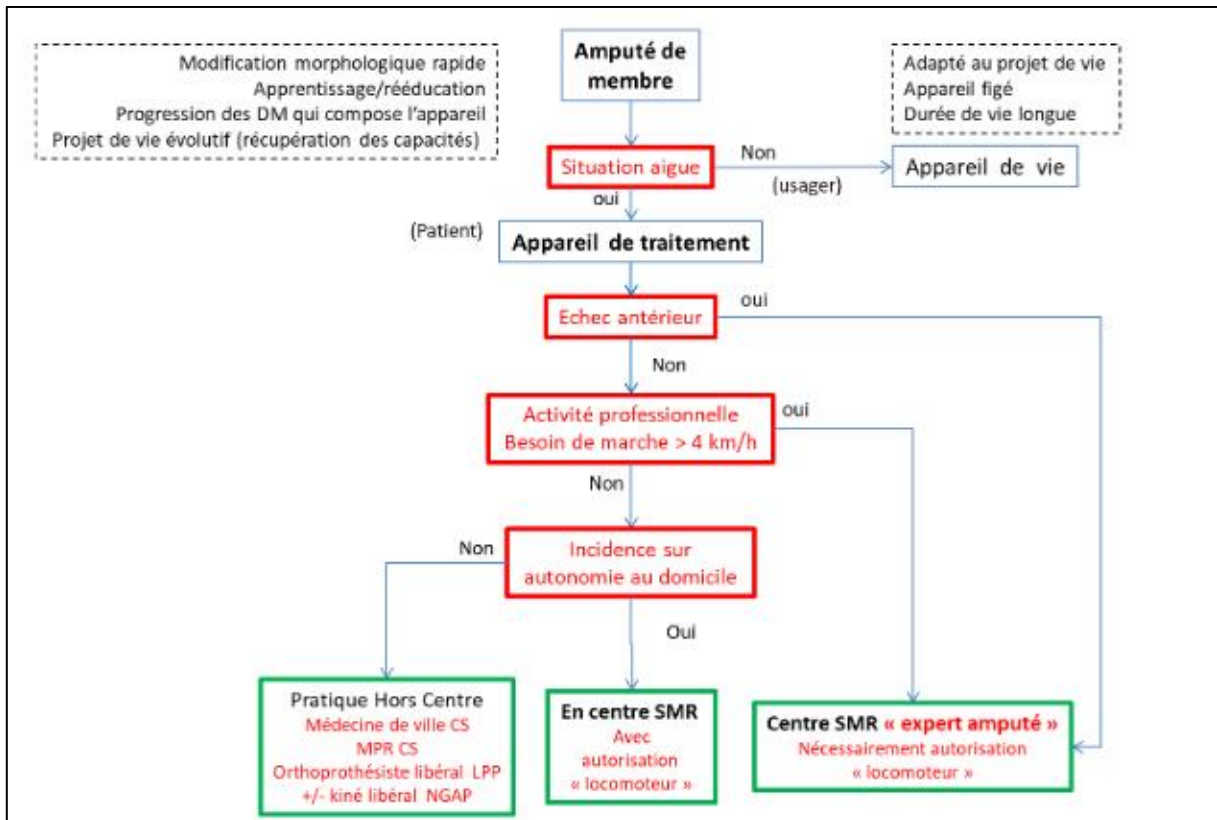 Modification morphologique rapide
Apprentissage/rééducation
Progression des DM qui compose l'appareil
Projet de vie évolutif (récupération des capacités)
Amputé de
membre
Adapté au projet de vie
Appareil figé
Durée de vie longue
Situation aigue
Non
(usager)
Appareil de vie
oui
(Patient)
Appareil de traitement
Echec antérieur
oui
Non
Activité professionnelle
Besoin de marche > 4 km/h
oui
Non
Incidence sur
autonomie au domicile
Non
Oui
Pratique Hors Centre
Médecine de ville CS
MPR CS
Orthoprothésiste libéral LPP
+/- kiné libéral NGAP
En centre SMR
Avec
autorisation
« locomoteur »
Centre SMR « expert amputé »
Nécessairement autorisation
« locomoteur »